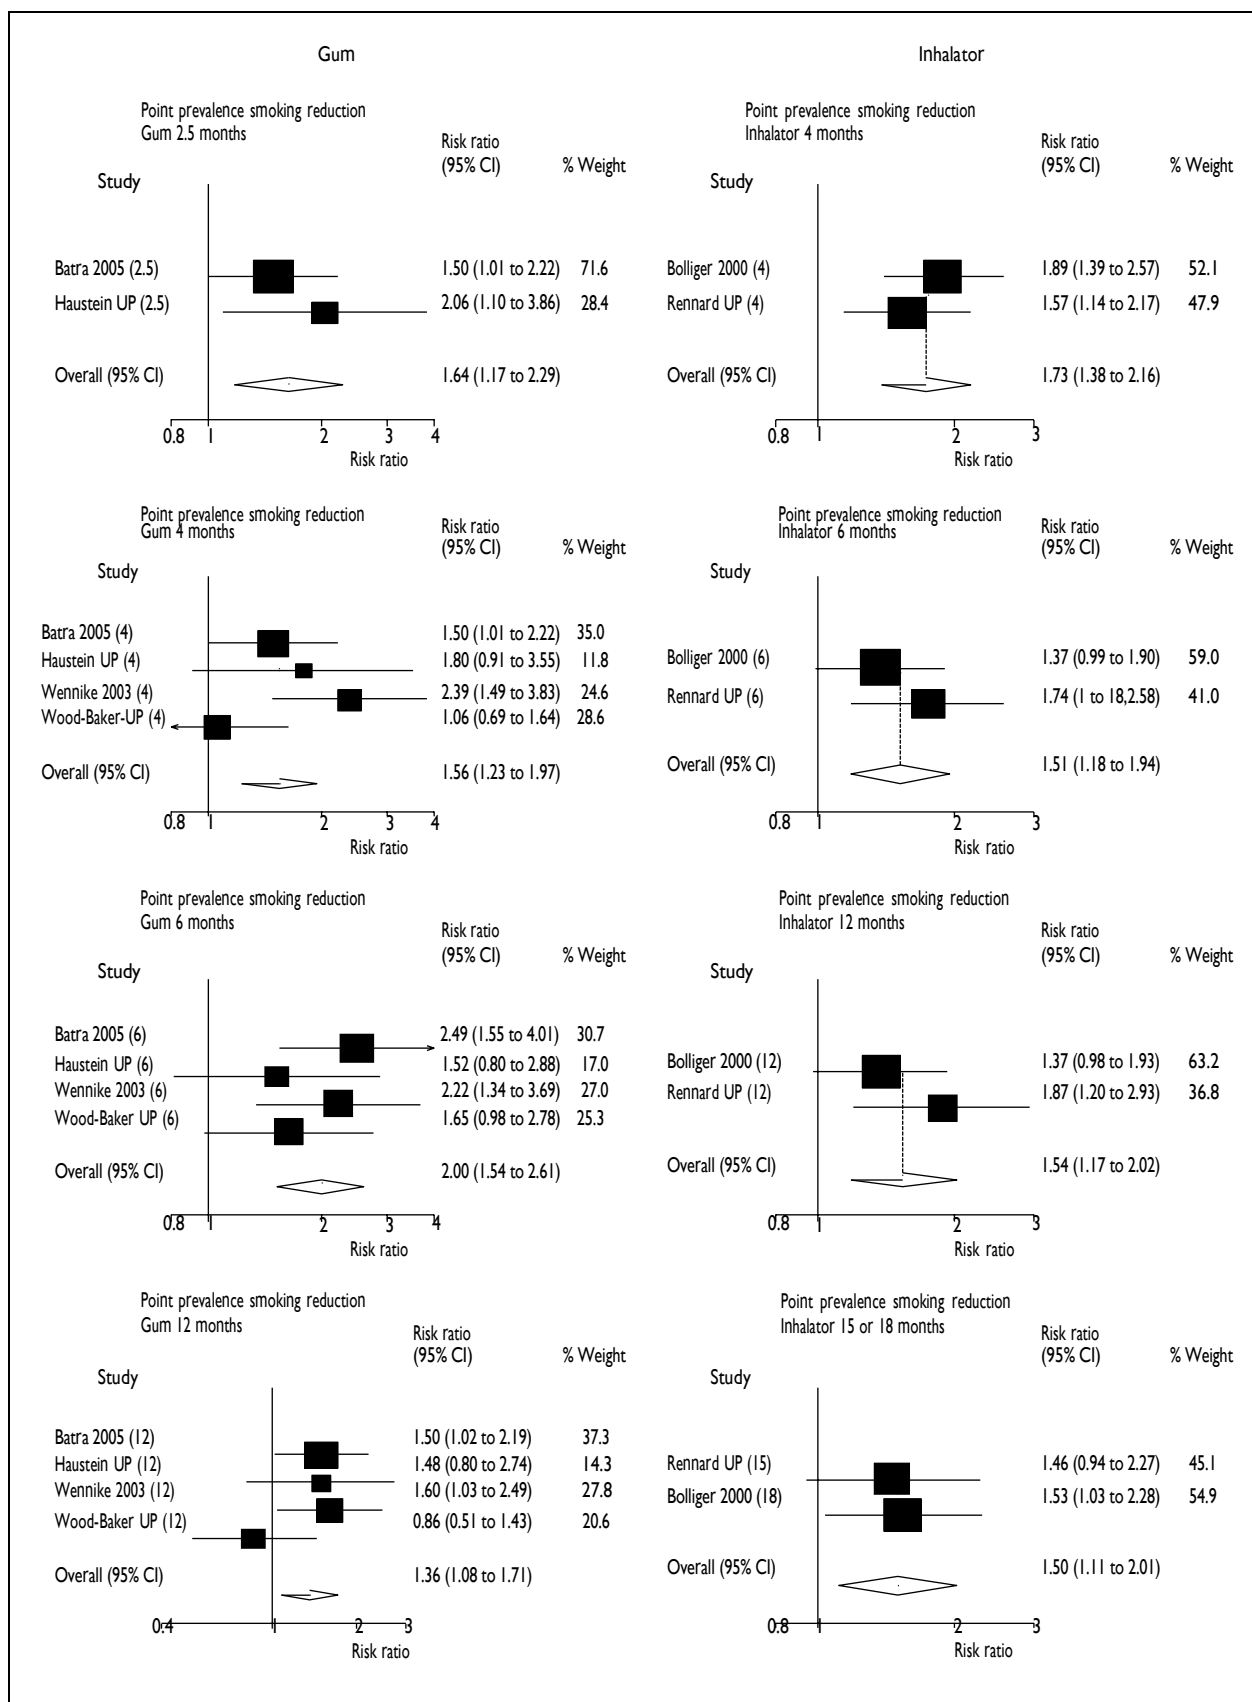 Gum
Point prevalence smoking reduction
Gum 2.5 months
Risk ratio
(95% CI) % Weight
Study
Batra 2005 (2.5) 1.50 (1.01 to 2.22) 71.6
Haustein UP (2.5) 2.06 (1.10 to 3.86) 28.4
Overall (95% CI) 1.64 (1.17 to 2.29)
0.8 1 2 3 4
Risk ratio
Point prevalence smoking reduction
Gum 4 months
Risk ratio
(95% CI) % Weight
Study
Batra 2005 (4) 1.50 (1.01 to 2.22) 35.0
Haustein UP (4) 1.80 (0.91 to 3.55) 11.8
Wennike 2003 (4) 2.39 (1.49 to 3.83) 24.6
Wood-Baker-UP (4) 1.06 (0.69 to 1.64) 28.6
Overall (95% CI) 1.56 (1.23 to 1.97)
0.8 1 2 3 4
Risk ratio
Point prevalence smoking reduction
Gum 6 months
Risk ratio
(95% CI) % Weight
Study
Batra 2005 (6) 2.49 (1.55 to 4.01) 30.7
Haustein UP (6) 1.52 (0.80 to 2.88) 17.0
Wennike 2003 (6) 2.22 (1.34 to 3.69) 27.0
Wood-Baker UP (6) 1.65 (0.98 to 2.78) 25.3
Overall (95% CI) 2.00 (1.54 to 2.61)
0.8 1 2 3 4
Risk ratio
Point prevalence smoking reduction
Gum 12 months
Risk ratio
(95% CI) % Weight
Study
Batra 2005 (12) 1.50 (1.02 to 2.19) 37.3
Haustein UP (12) 1.48 (0.80 to 2.74) 14.3
Wennike 2003 (12) 1.60 (1.03 to 2.49) 27.8
Wood-Baker UP (12) 0.86 (0.51 to 1.43) 20.6
Overall (95% CI) 1.36 (1.08 to 1.71)
0.4 1 2 3
Risk ratio
Inhalator
Point prevalence smoking reduction
Inhalator 4 months
Risk ratio
(95% CI) % Weight
Study
Bolliger 2000 (4) 1.89 (1.39 to 2.57) 52.1
Rennard UP (4) 1.57 (1.14 to 2.17) 47.9
Overall (95% CI) 1.73 (1.38 to 2.16)
0.8 1 2 3
Risk ratio
Point prevalence smoking reduction
Inhalator 6 months
Risk ratio
(95% CI) % Weight
Study
Bolliger 2000 (6) 1.37 (0.99 to 1.90) 59.0
Rennard UP (6) 1.74 (1 to 18,2.58) 41.0
Overall (95% CI) 1.51 (1.18 to 1.94)
0.8 1 2 3
Risk ratio
Point prevalence smoking reduction
Inhalator 12 months
Risk ratio
(95% CI) % Weight
Study
Bolliger 2000 (12) 1.37 (0.98 to 1.93) 63.2
Rennard UP (12) 1.87 (1.20 to 2.93) 36.8
Overall (95% CI) 1.54 (1.17 to 2.02)
0.8 1 2 3
Risk ratio
Point prevalence smoking reduction
Inhalator 15 or 18 months
Risk ratio
(95% CI) % Weight
Study
Rennard UP (15) 1.46 (0.94 to 2.27) 45.1
Bolliger 2000 (18) 1.53 (1.03 to 2.28) 54.9
Overall (95% CI) 1.50 (1.11 to 2.01)
0.8 1 2 3
Risk ratio